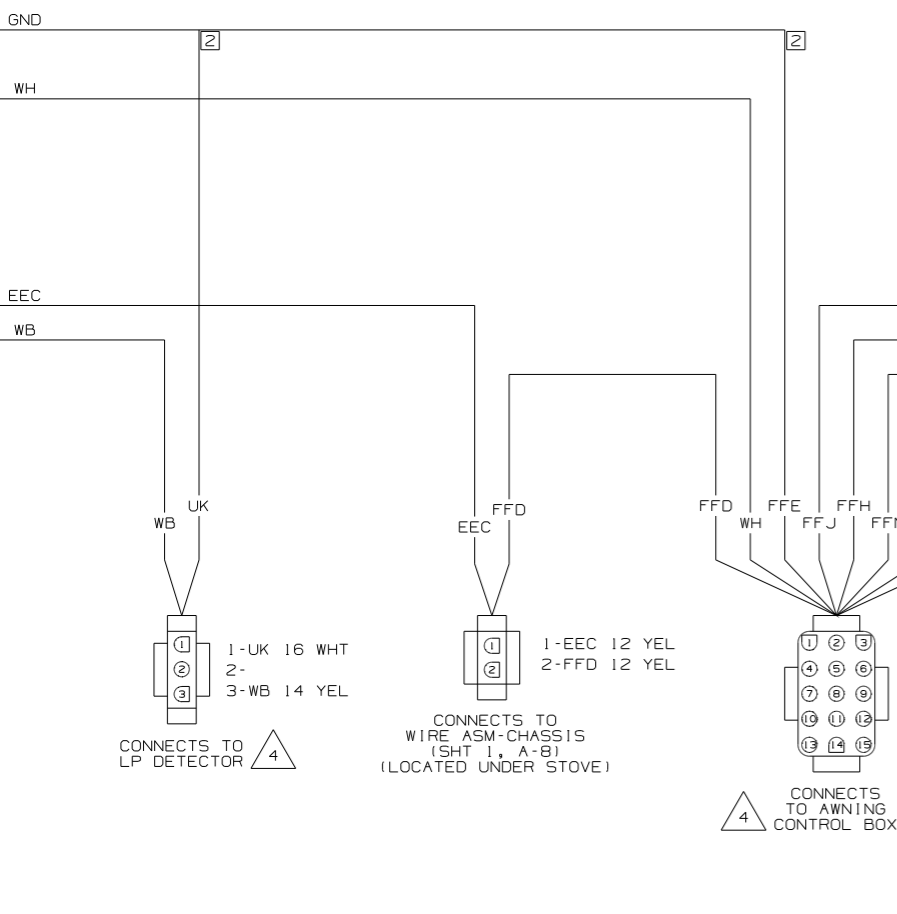 GND
2
2
WH
EEC
WB
UK
WB
FFD
EEC
FFD
FFE
FFH
WH
FFJ
1
2
3
1-UK 16 WHT
2-
3-WB 14 YEL
1
2
1-EEC 12 YEL
2-FFD 12 YEL
1 2 3
4 5 6
7 8 9
10 11 12
13 14 15
CONNECTS TO
LP DETECTOR
4
CONNECTS TO
WIRE ASM-CHASSIS
(SHT 1, A-8)
(LOCATED UNDER STOVE)
4
CONNECTS
TO AWNING
CONTROL BOX